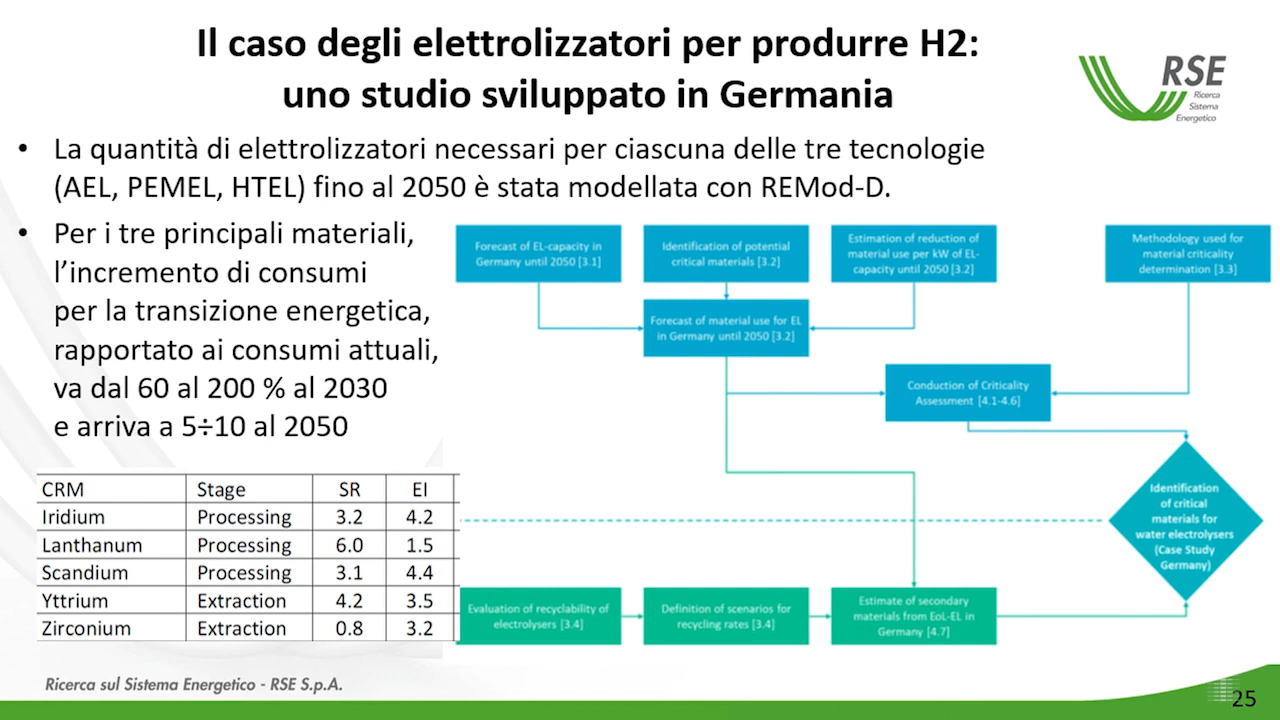 Il caso degli elettrolizzatori per produrre H2:
uno studio sviluppato in Germania
RSE
Ricerca
Sistema
Energetico
• La quantità di elettrolizzatori necessari per ciascuna delle tre tecnologie
(AEL, PEMEL, HTEL) fino al 2050 è stata modellata con REMod-D.
• Per i tre principali materiali,
l’incremento di consumi
per la transizione energetica,
rapportato ai consumi attuali,
va dal 60 al 200 % al 2030
e arriva a 5÷10 al 2050
Forecast of EL-capacity in
Germany until 2050 [3.1]
Identification of potential
critical materials [3.2]
Estimation of reduction of
material use per kW of EL-
capacity until 2050 [3.2]
Methodology used for
material criticality
determination [3.3]
Forecast of material use for EL
in Germany until 2050 [3.2]
Conduction of Criticality
Assessment [4.1-4.6]
Identification
of critical
materials for
water electrolysers
(Case Study
Germany)
Evaluation of recyclability of
electrolysers [3.4]
Definition of scenarios for
recycling rates [3.4]
Estimate of secondary
materials from EoL-EL in
Germany [4.7]
CRM Stage SR EI
Iridium Processing 3.2 4.2
Lanthanum Processing 6.0 1.5
Scandium Processing 3.1 4.4
Yttrium Extraction 4.2 3.5
Zirconium Extraction 0.8 3.2
Ricerca sul Sistema Energetico - RSE S.p.A.
25